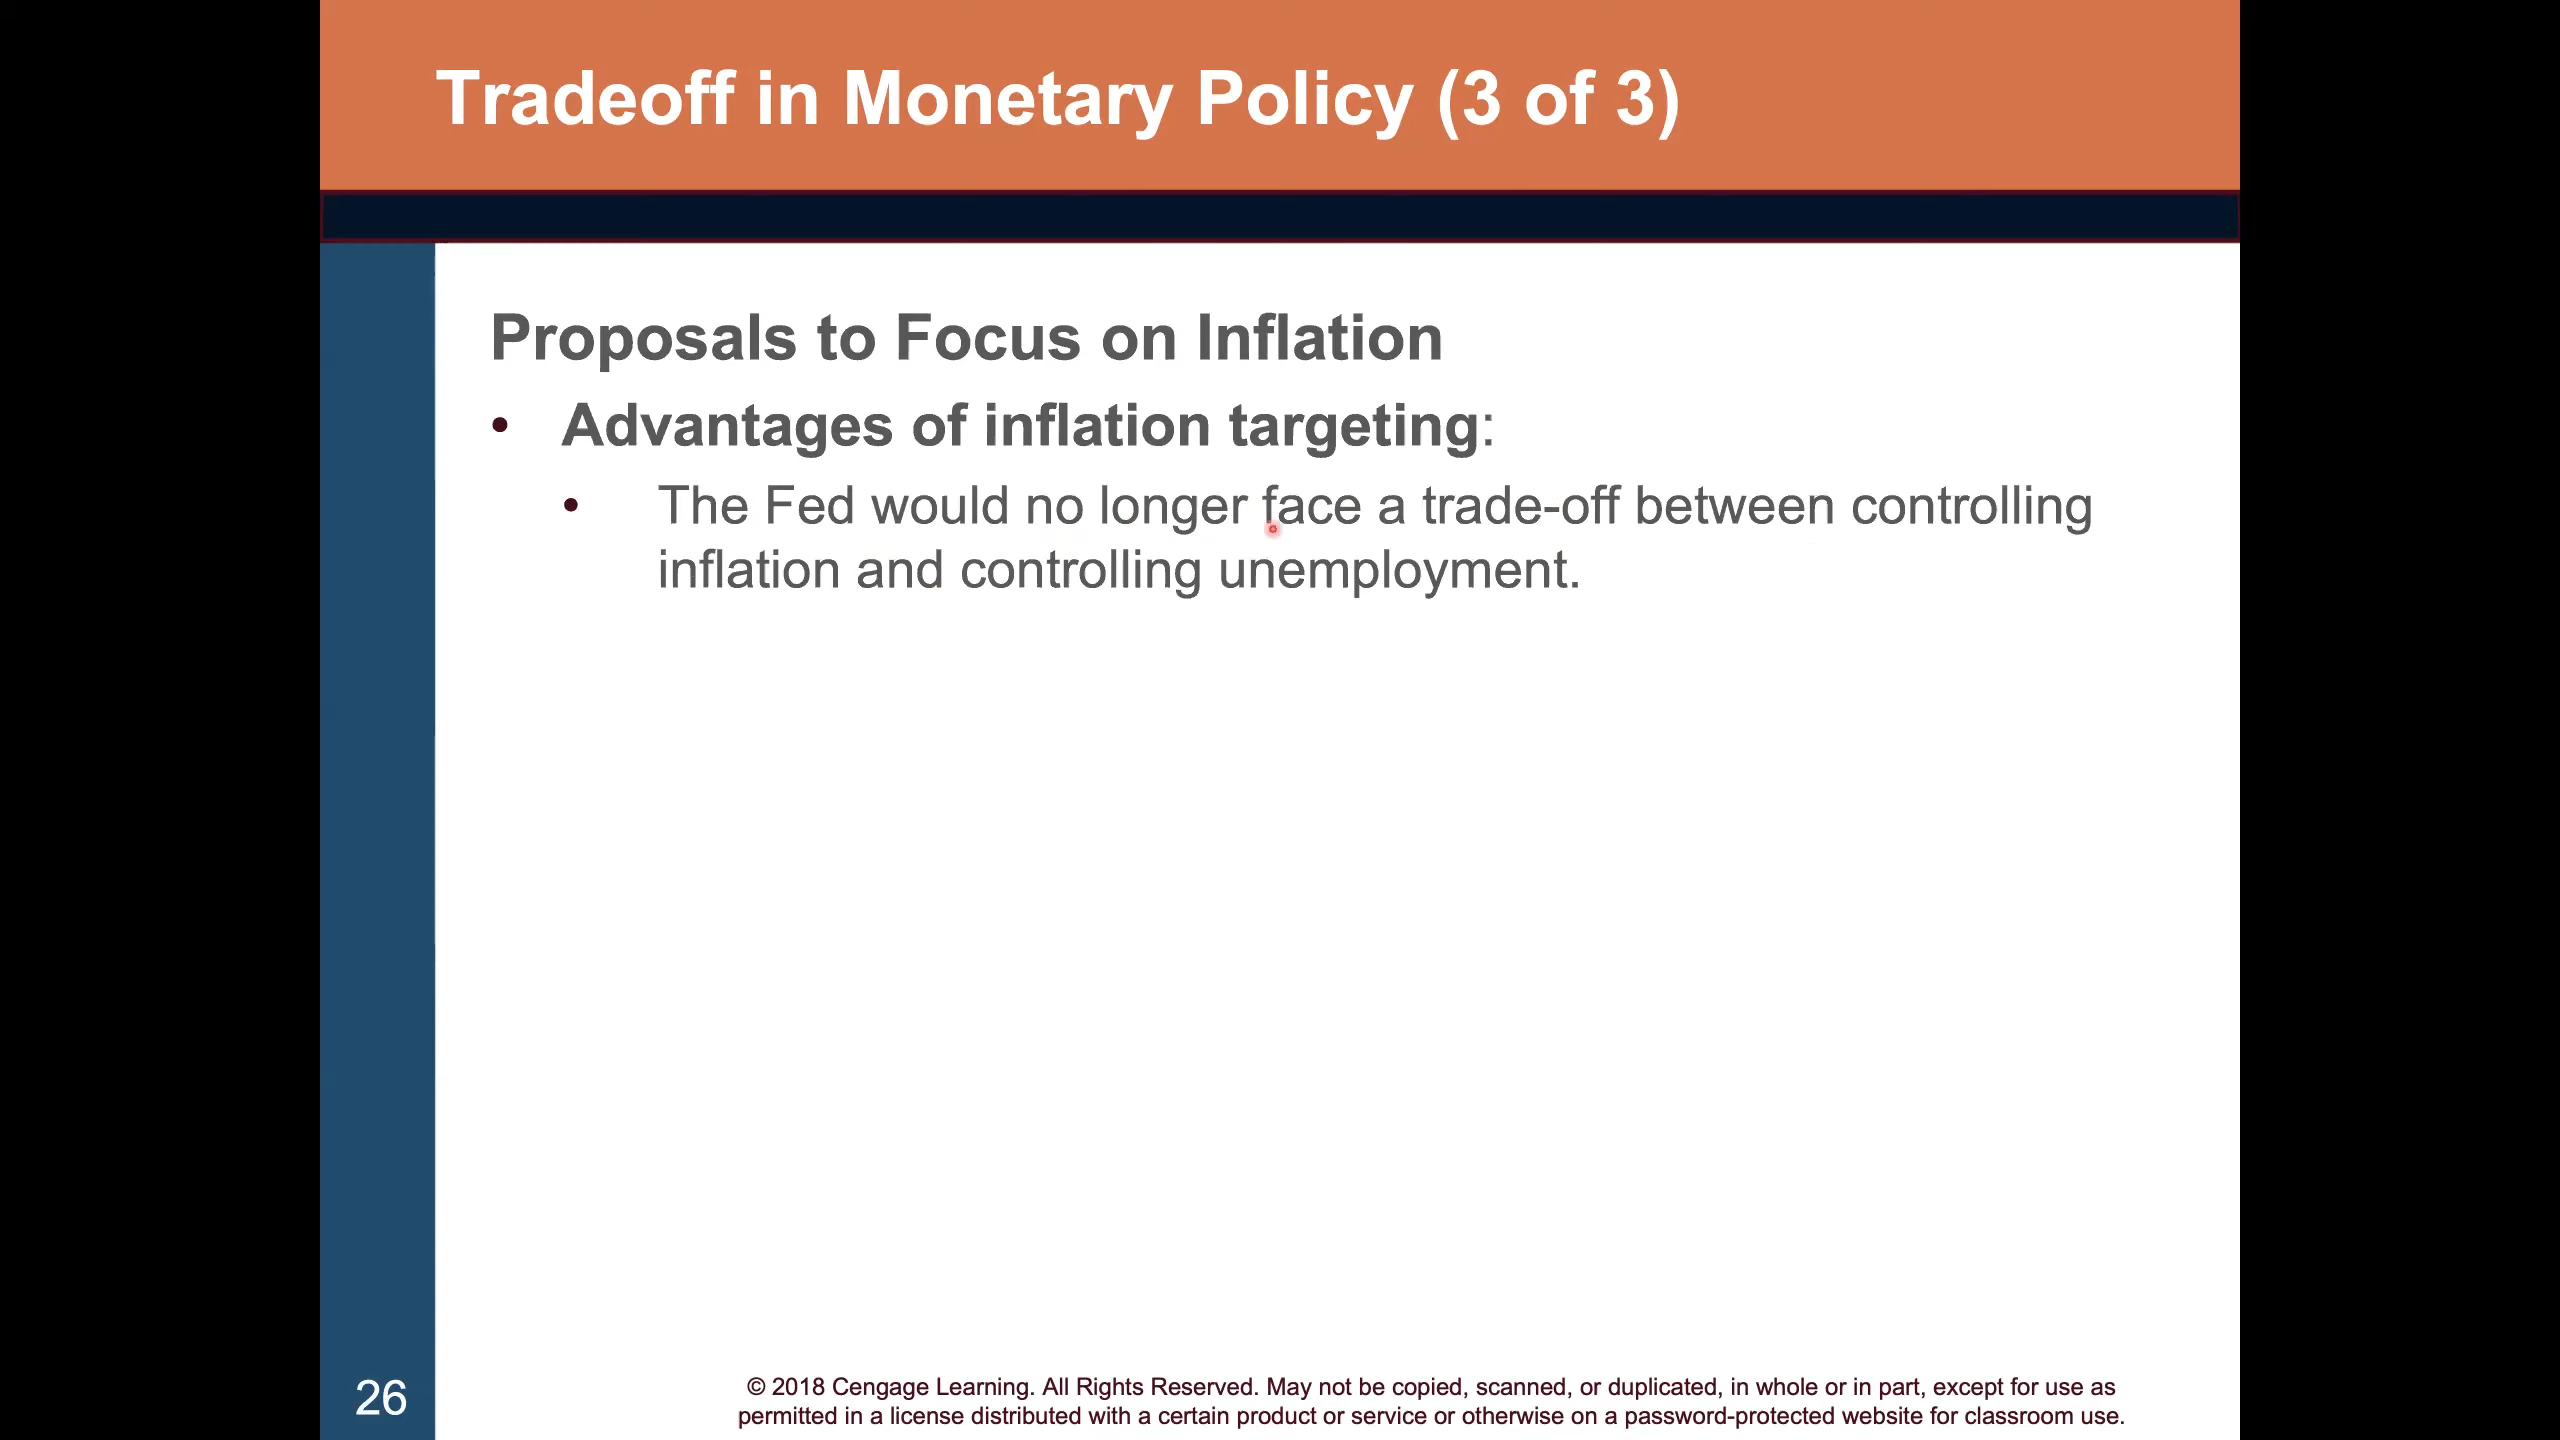 Tradeoff in Monetary Policy (3 of 3)
Proposals to Focus on Inflation
• Advantages of inflation targeting:
• The Fed would no longer face a trade-off between controlling
inflation and controlling unemployment.
26
© 2018 Cengage Learning. All Rights Reserved. May not be copied, scanned, or duplicated, in whole or in part, except for use as
permitted in a license distributed with a certain product or service or otherwise on a password-protected website for classroom use.